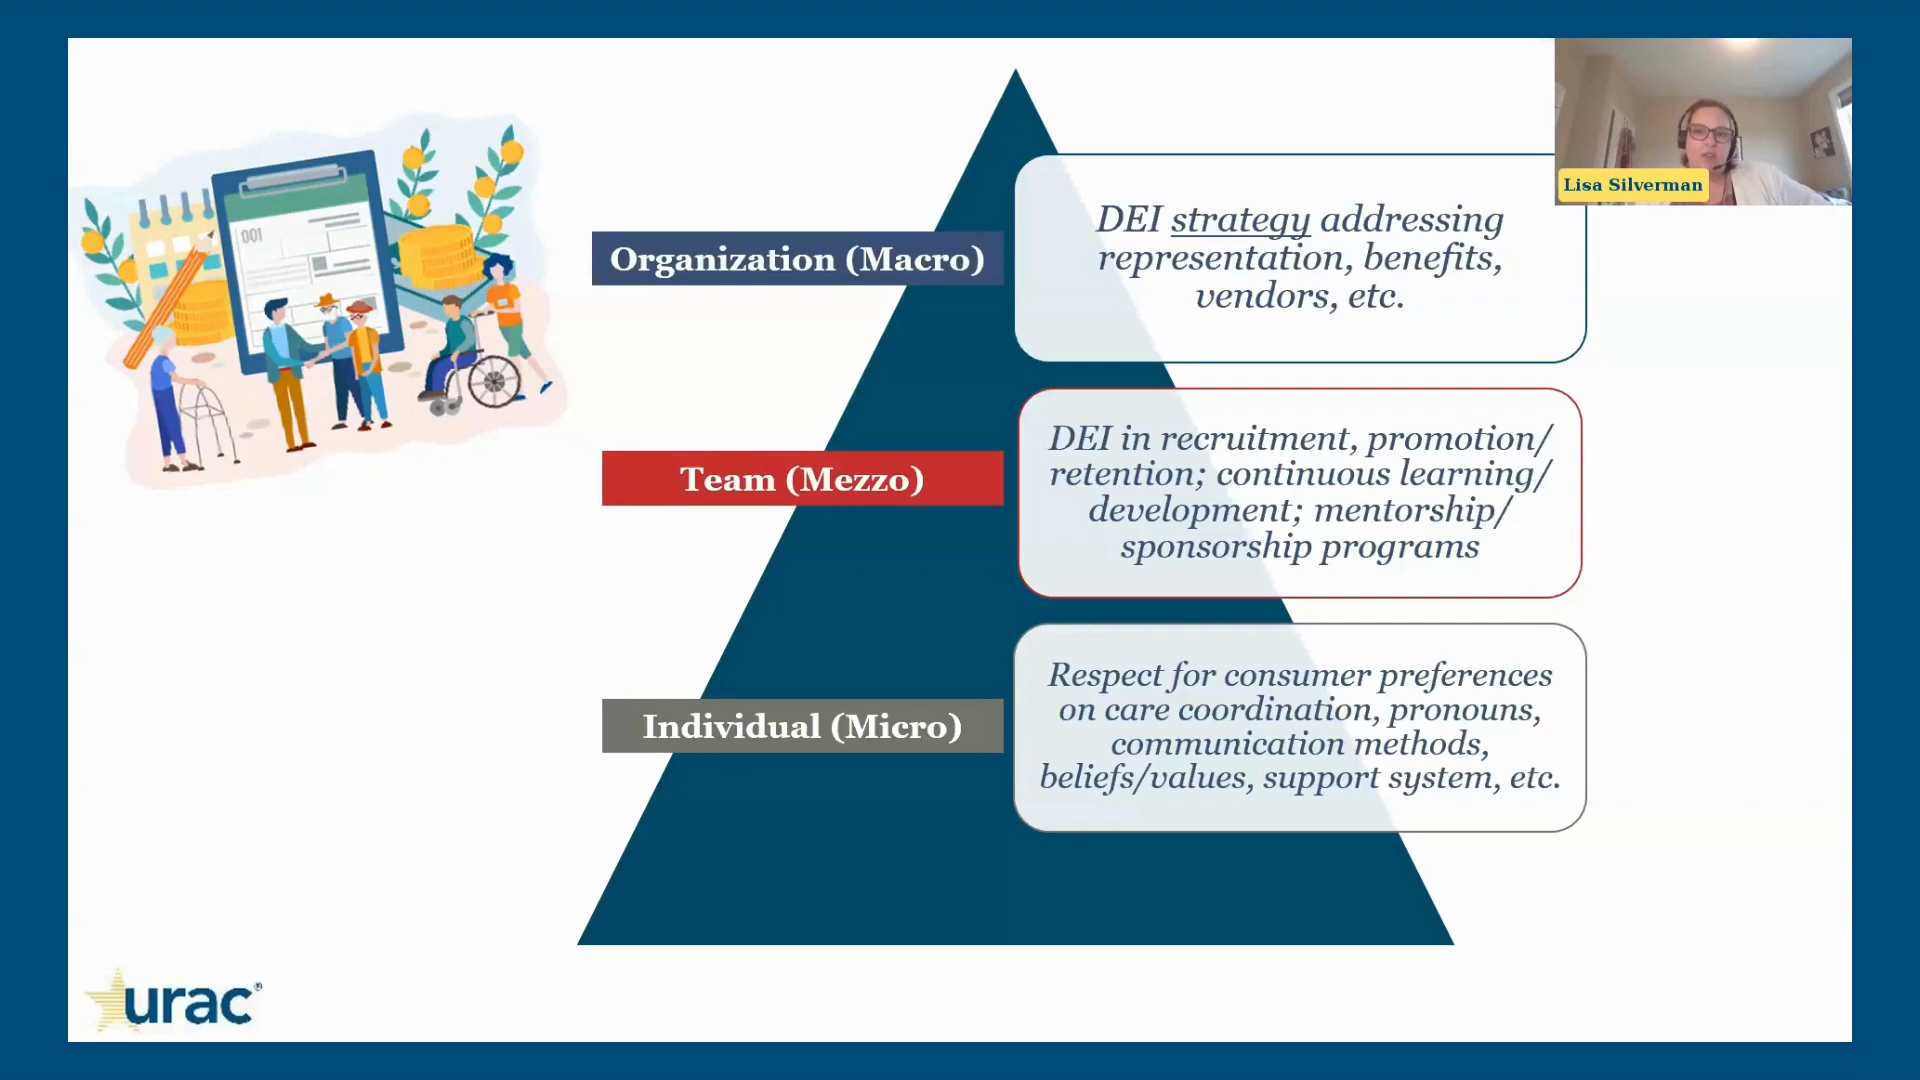 Lisa Silverman
001
Organization (Macro)
DEI strategy addressing
representation, benefits,
vendors, etc.
Team (Mezzo)
DEI in recruitment, promotion/
retention; continuous learning/
development; mentorship/
sponsorship programs
Individual (Micro)
Respect for consumer preferences
on care coordination, pronouns,
communication methods,
beliefs/values, support system, etc.
urac®